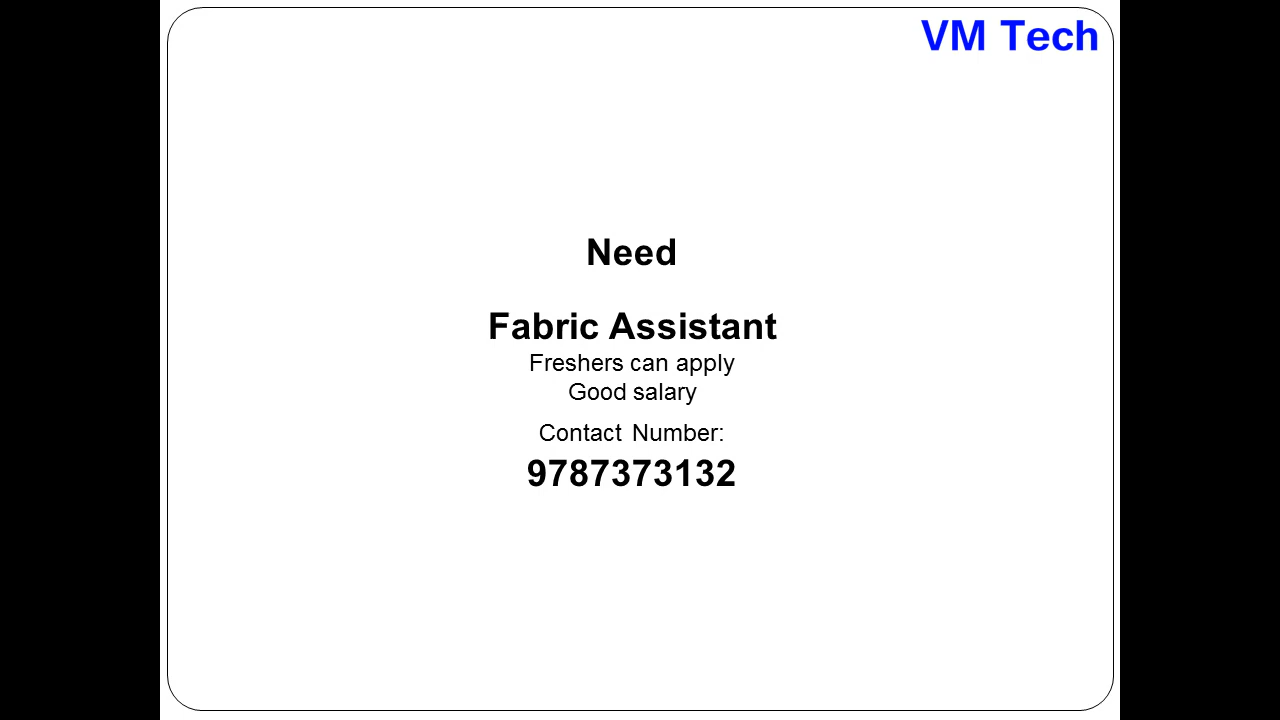 VM Tech
Need
Fabric Assistant
Freshers can apply
Good salary
Contact Number:
9787373132